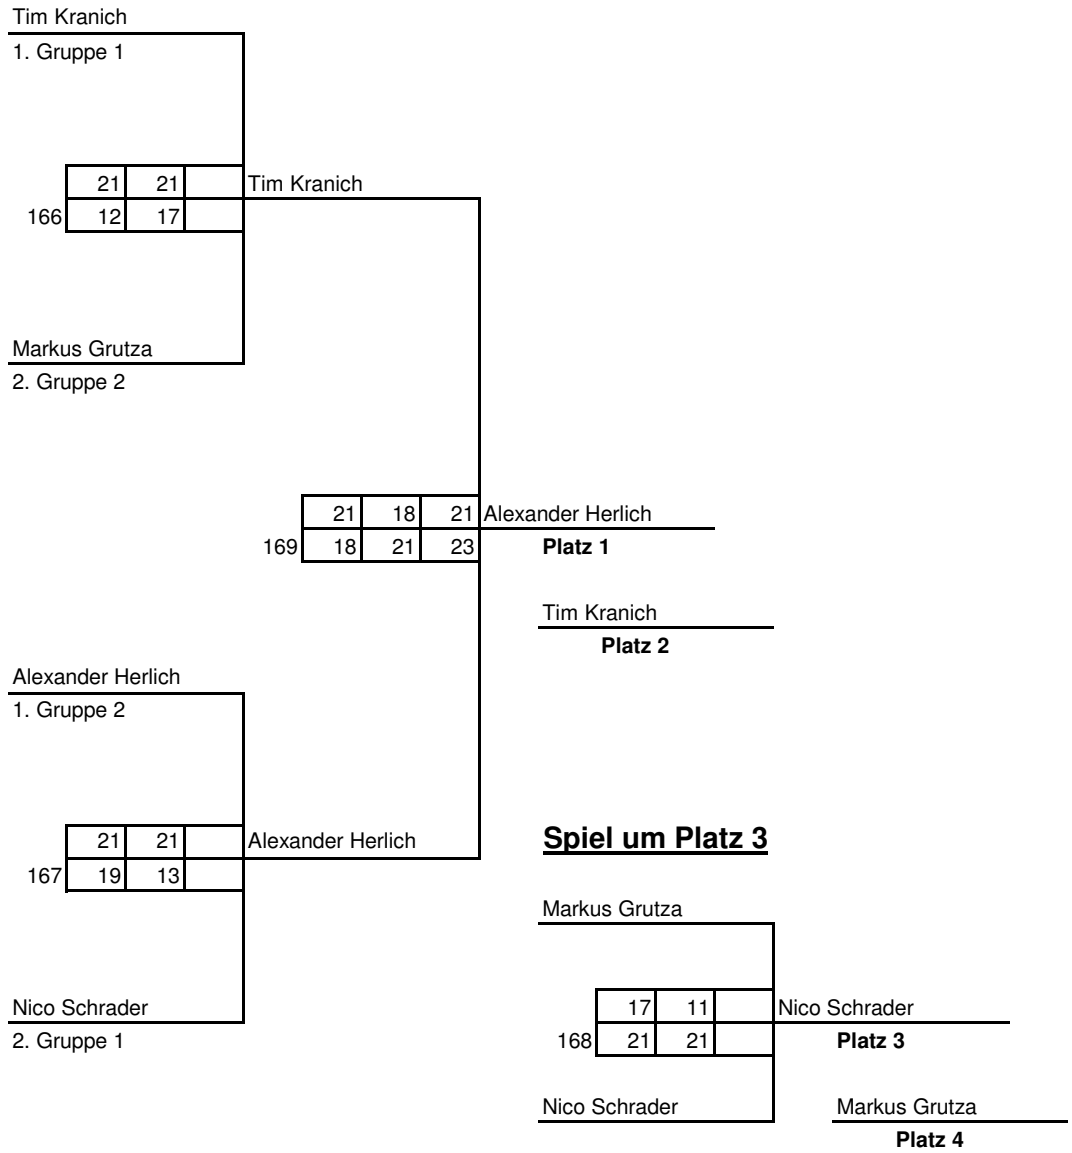 Tim Kranich
1. Gruppe 1
21 21 Tim Kranich
166 12 17
Markus Grutza
2. Gruppe 2
21 18 21 Alexander Herlich
169 18 21 23 Platz 1
Tim Kranich
Platz 2
Alexander Herlich
1. Gruppe 2
21 21 Alexander Herlich
167 19 13
Nico Schrader
2. Gruppe 1
Spiel um Platz 3
Markus Grutza
17 11 Nico Schrader
168 21 21 Platz 3
Nico Schrader
Markus Grutza
Platz 4